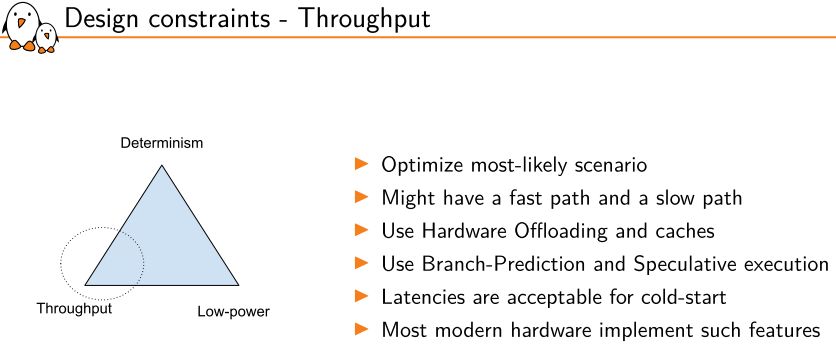 Design constraints - Throughput
Determinism
Throughput
Low-power
Optimize most-likely scenario
Might have a fast path and a slow path
Use Hardware Offloading and caches
Use Branch-Prediction and Speculative execution
Latencies are acceptable for cold-start
Most modern hardware implement such features